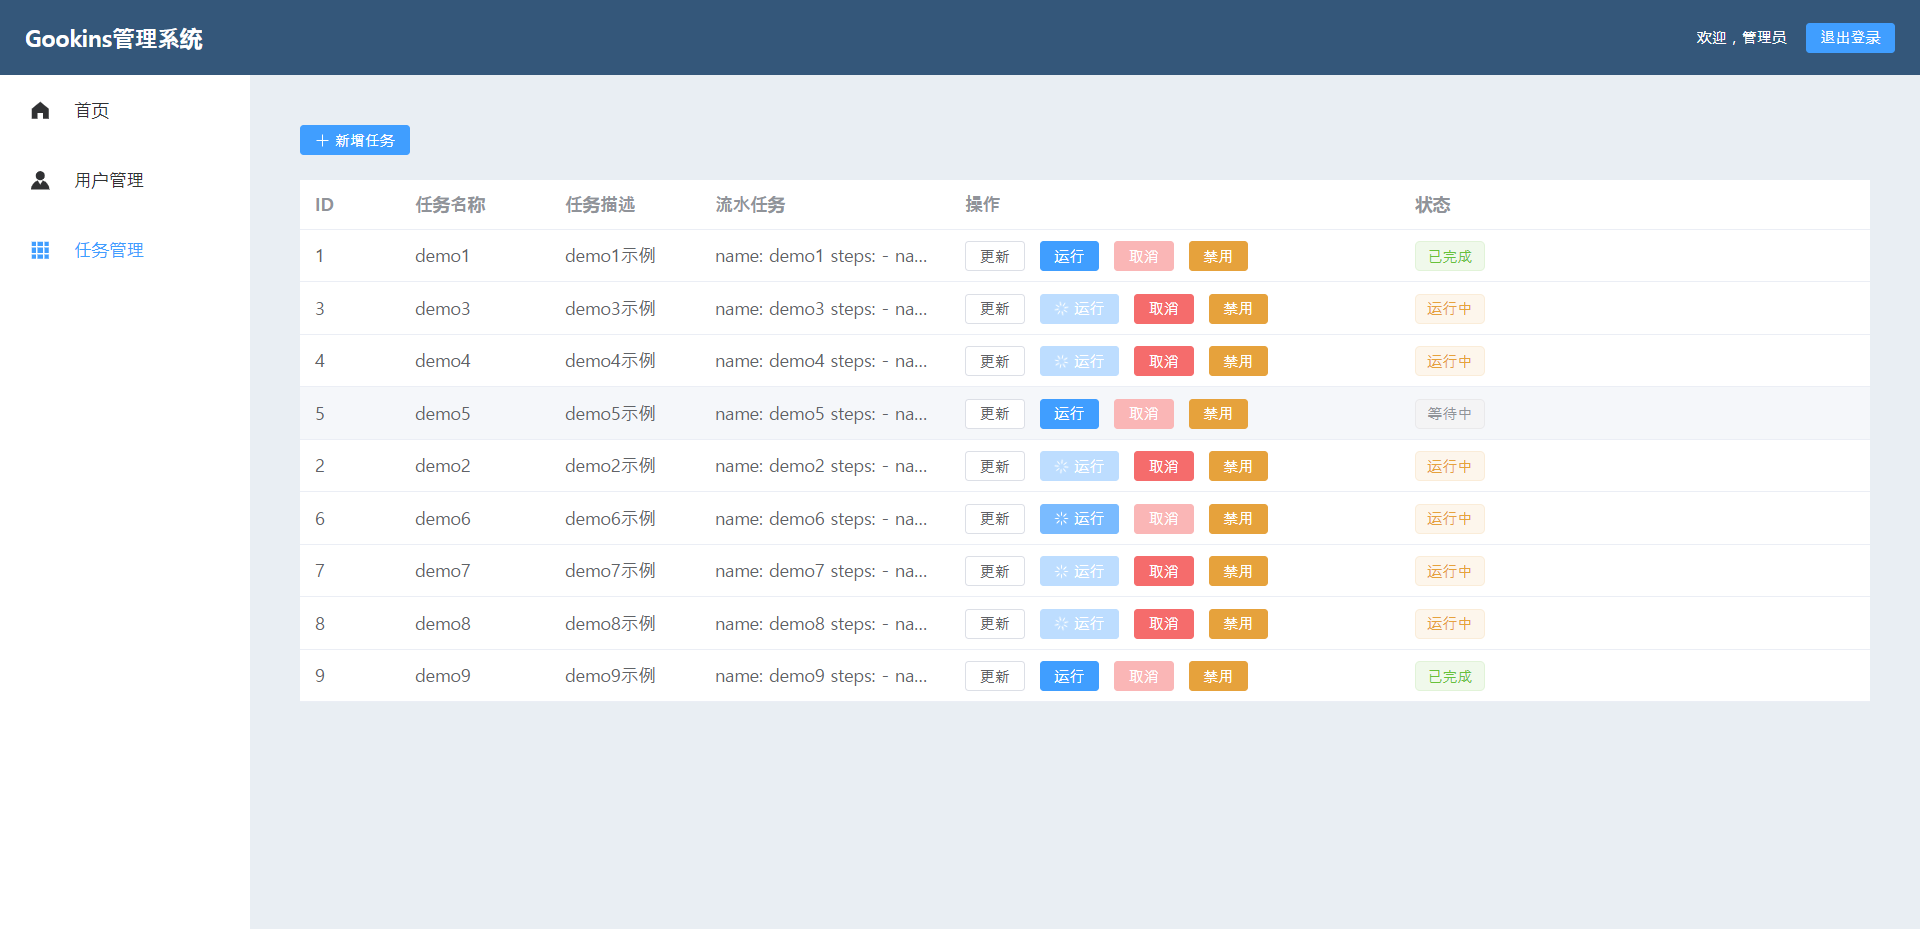 Gookins管理系统
欢迎，管理员 退出登录
首页
用户管理
任务管理
新增任务
ID 任务名称 任务描述 流水任务 操作 状态
1 demo1 demo1示例 name: demo1 steps: - na... 更新 运行 取消 禁用 已完成
3 demo3 demo3示例 name: demo3 steps: - na... 更新 运行 取消 禁用 运行中
4 demo4 demo4示例 name: demo4 steps: - na... 更新 运行 取消 禁用 运行中
5 demo5 demo5示例 name: demo5 steps: - na... 更新 运行 取消 禁用 等待中
2 demo2 demo2示例 name: demo2 steps: - na... 更新 运行 取消 禁用 运行中
6 demo6 demo6示例 name: demo6 steps: - na... 更新 运行 取消 禁用 运行中
7 demo7 demo7示例 name: demo7 steps: - na... 更新 运行 取消 禁用 运行中
8 demo8 demo8示例 name: demo8 steps: - na... 更新 运行 取消 禁用 运行中
9 demo9 demo9示例 name: demo9 steps: - na... 更新 运行 取消 禁用 已完成